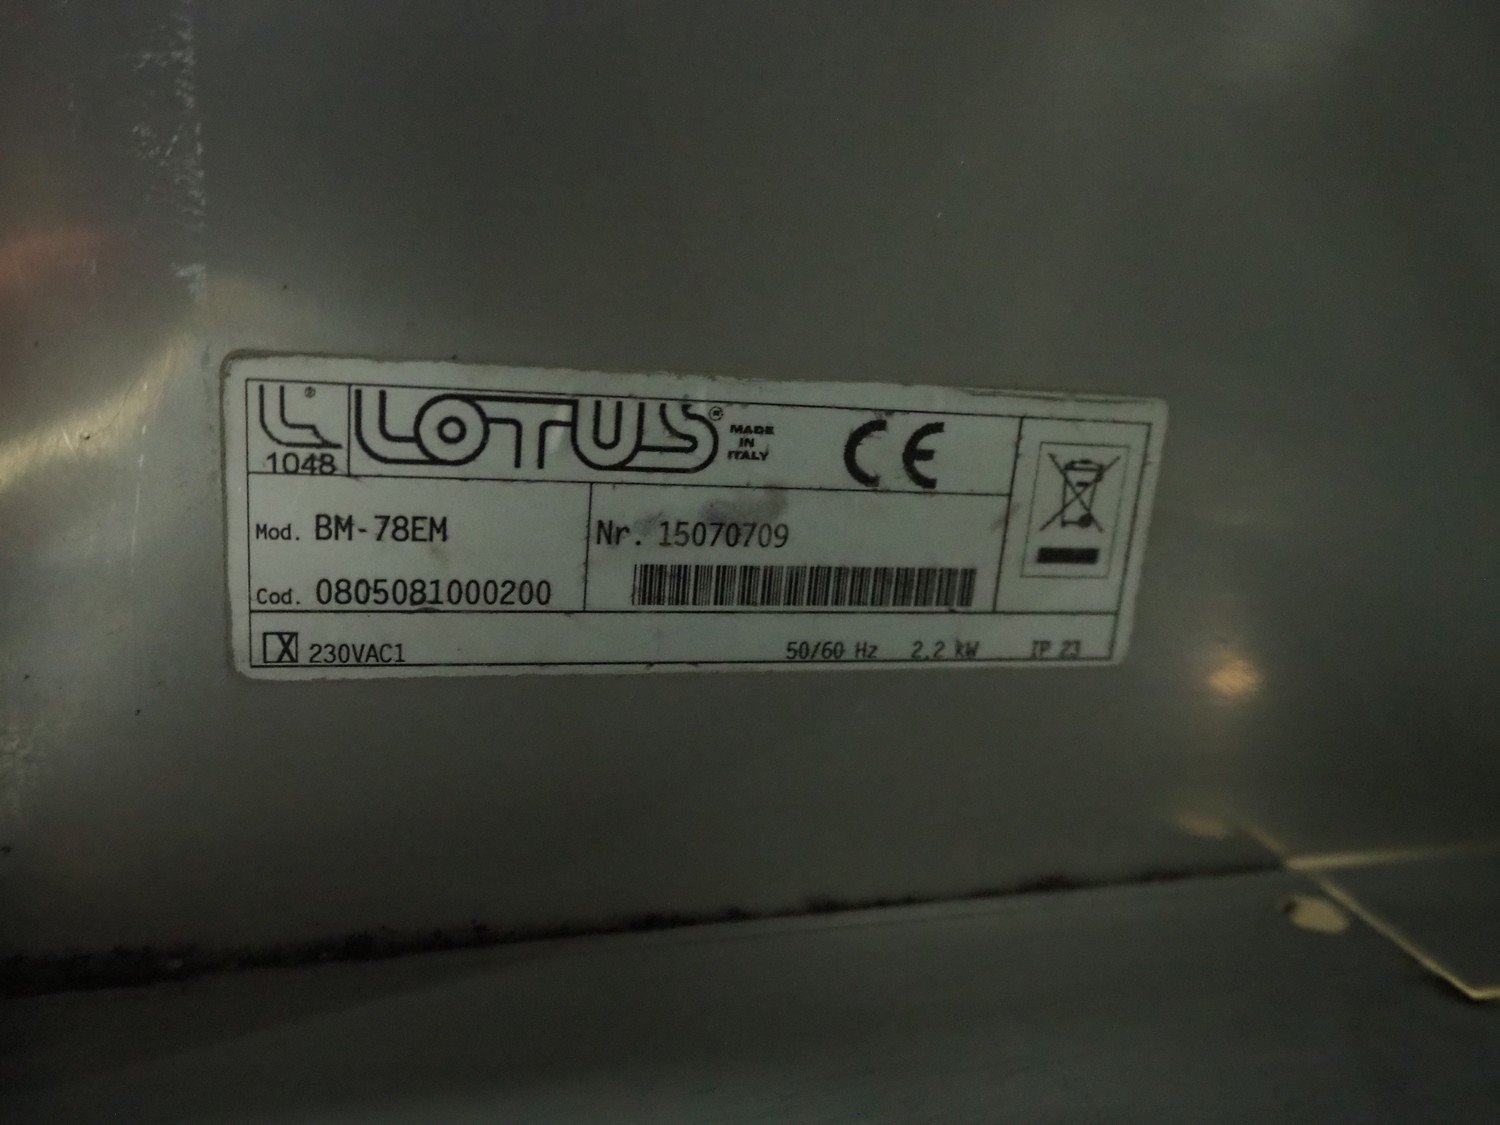 LOTUS®
MADE
IN
ITALY
CE
1048
Mod. BM-78EM
Nr. 15070709
Cod. 0805081000200
X 230VAC1 50/60 Hz 2.2 kW IP 23